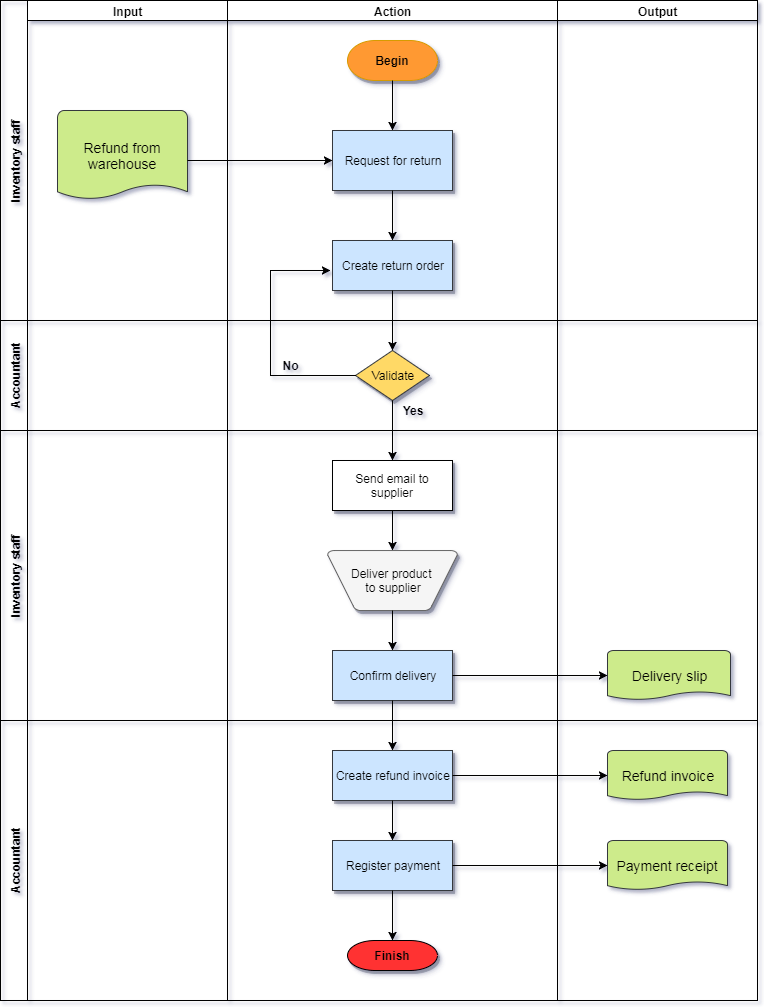 Input
Action
Output
Inventory staff
Begin
Refund from
warehouse
Request for return
Create return order
Accountant
No
Validate
Yes
Inventory staff
Send email to
supplier
Deliver product
to supplier
Confirm delivery
Delivery slip
Accountant
Create refund invoice
Refund invoice
Register payment
Payment receipt
Finish